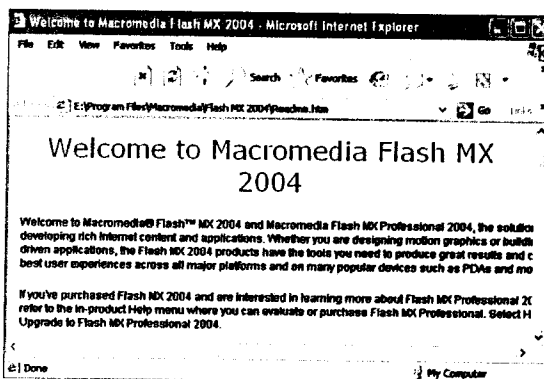 Welcome to Macromedia Flash MX 2004 - Microsoft Internet Explorer
File Edit View Favorites Tools Help
Search Favorites
E:\Program Files\Macromedia\Flash MX 2004\Readme.htm Go Links
Welcome to Macromedia Flash MX
2004
Welcome to Macromedia® Flash™ MX 2004 and Macromedia Flash MX Professional 2004, the solution
developing rich Internet content and applications. Whether you are designing motion graphics or buildi
driven applications, the Flash MX 2004 products have the tools you need to produce great results and c
best user experiences across all major platforms and on many popular devices such as PDAs and mo
If you've purchased Flash MX 2004 and are interested in learning more about Flash MX Professional 20
refer to the in-product Help menu where you can evaluate or purchase Flash MX Professional. Select H
Upgrade to Flash MX Professional 2004.
Done My Computer